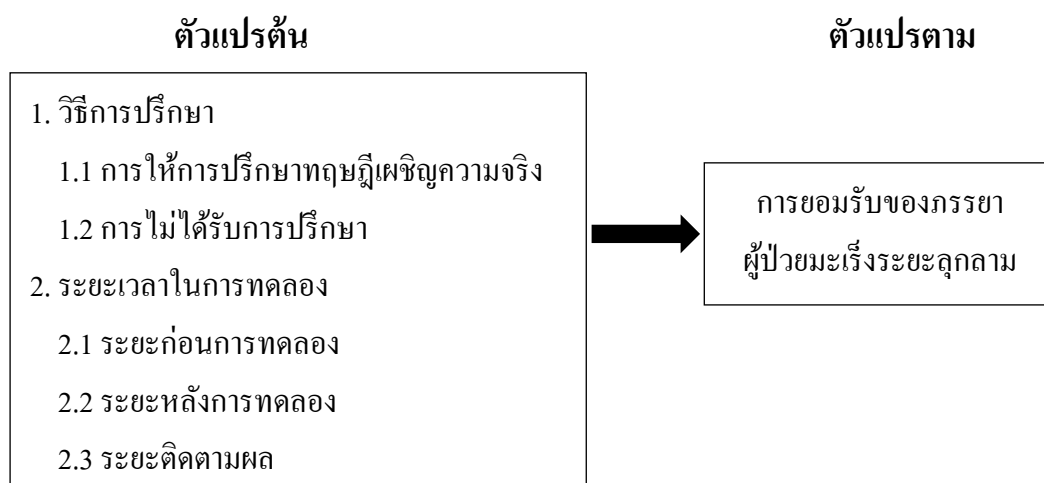 ตัวแปรต้น
ตัวแปรตาม
1. วิธีการปรึกษา
1.1 การให้การปรึกษาทฤษฎีเผชิญความจริง
1.2 การไม่ได้รับการปรึกษา
2. ระยะเวลาในการทดลอง
2.1 ระยะก่อนการทดลอง
2.2 ระยะหลังการทดลอง
2.3 ระยะติดตามผล
การยอมรับของภรรยา
ผู้ป่วยมะเร็งระยะลุกลาม